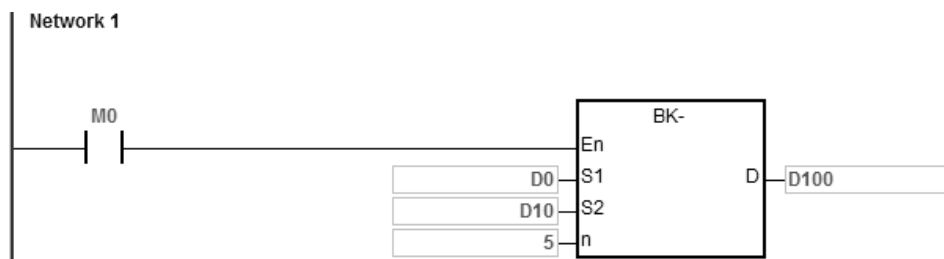 Network 1
M0
BK-
En
D0 S1 D D100
D10 S2
5 n